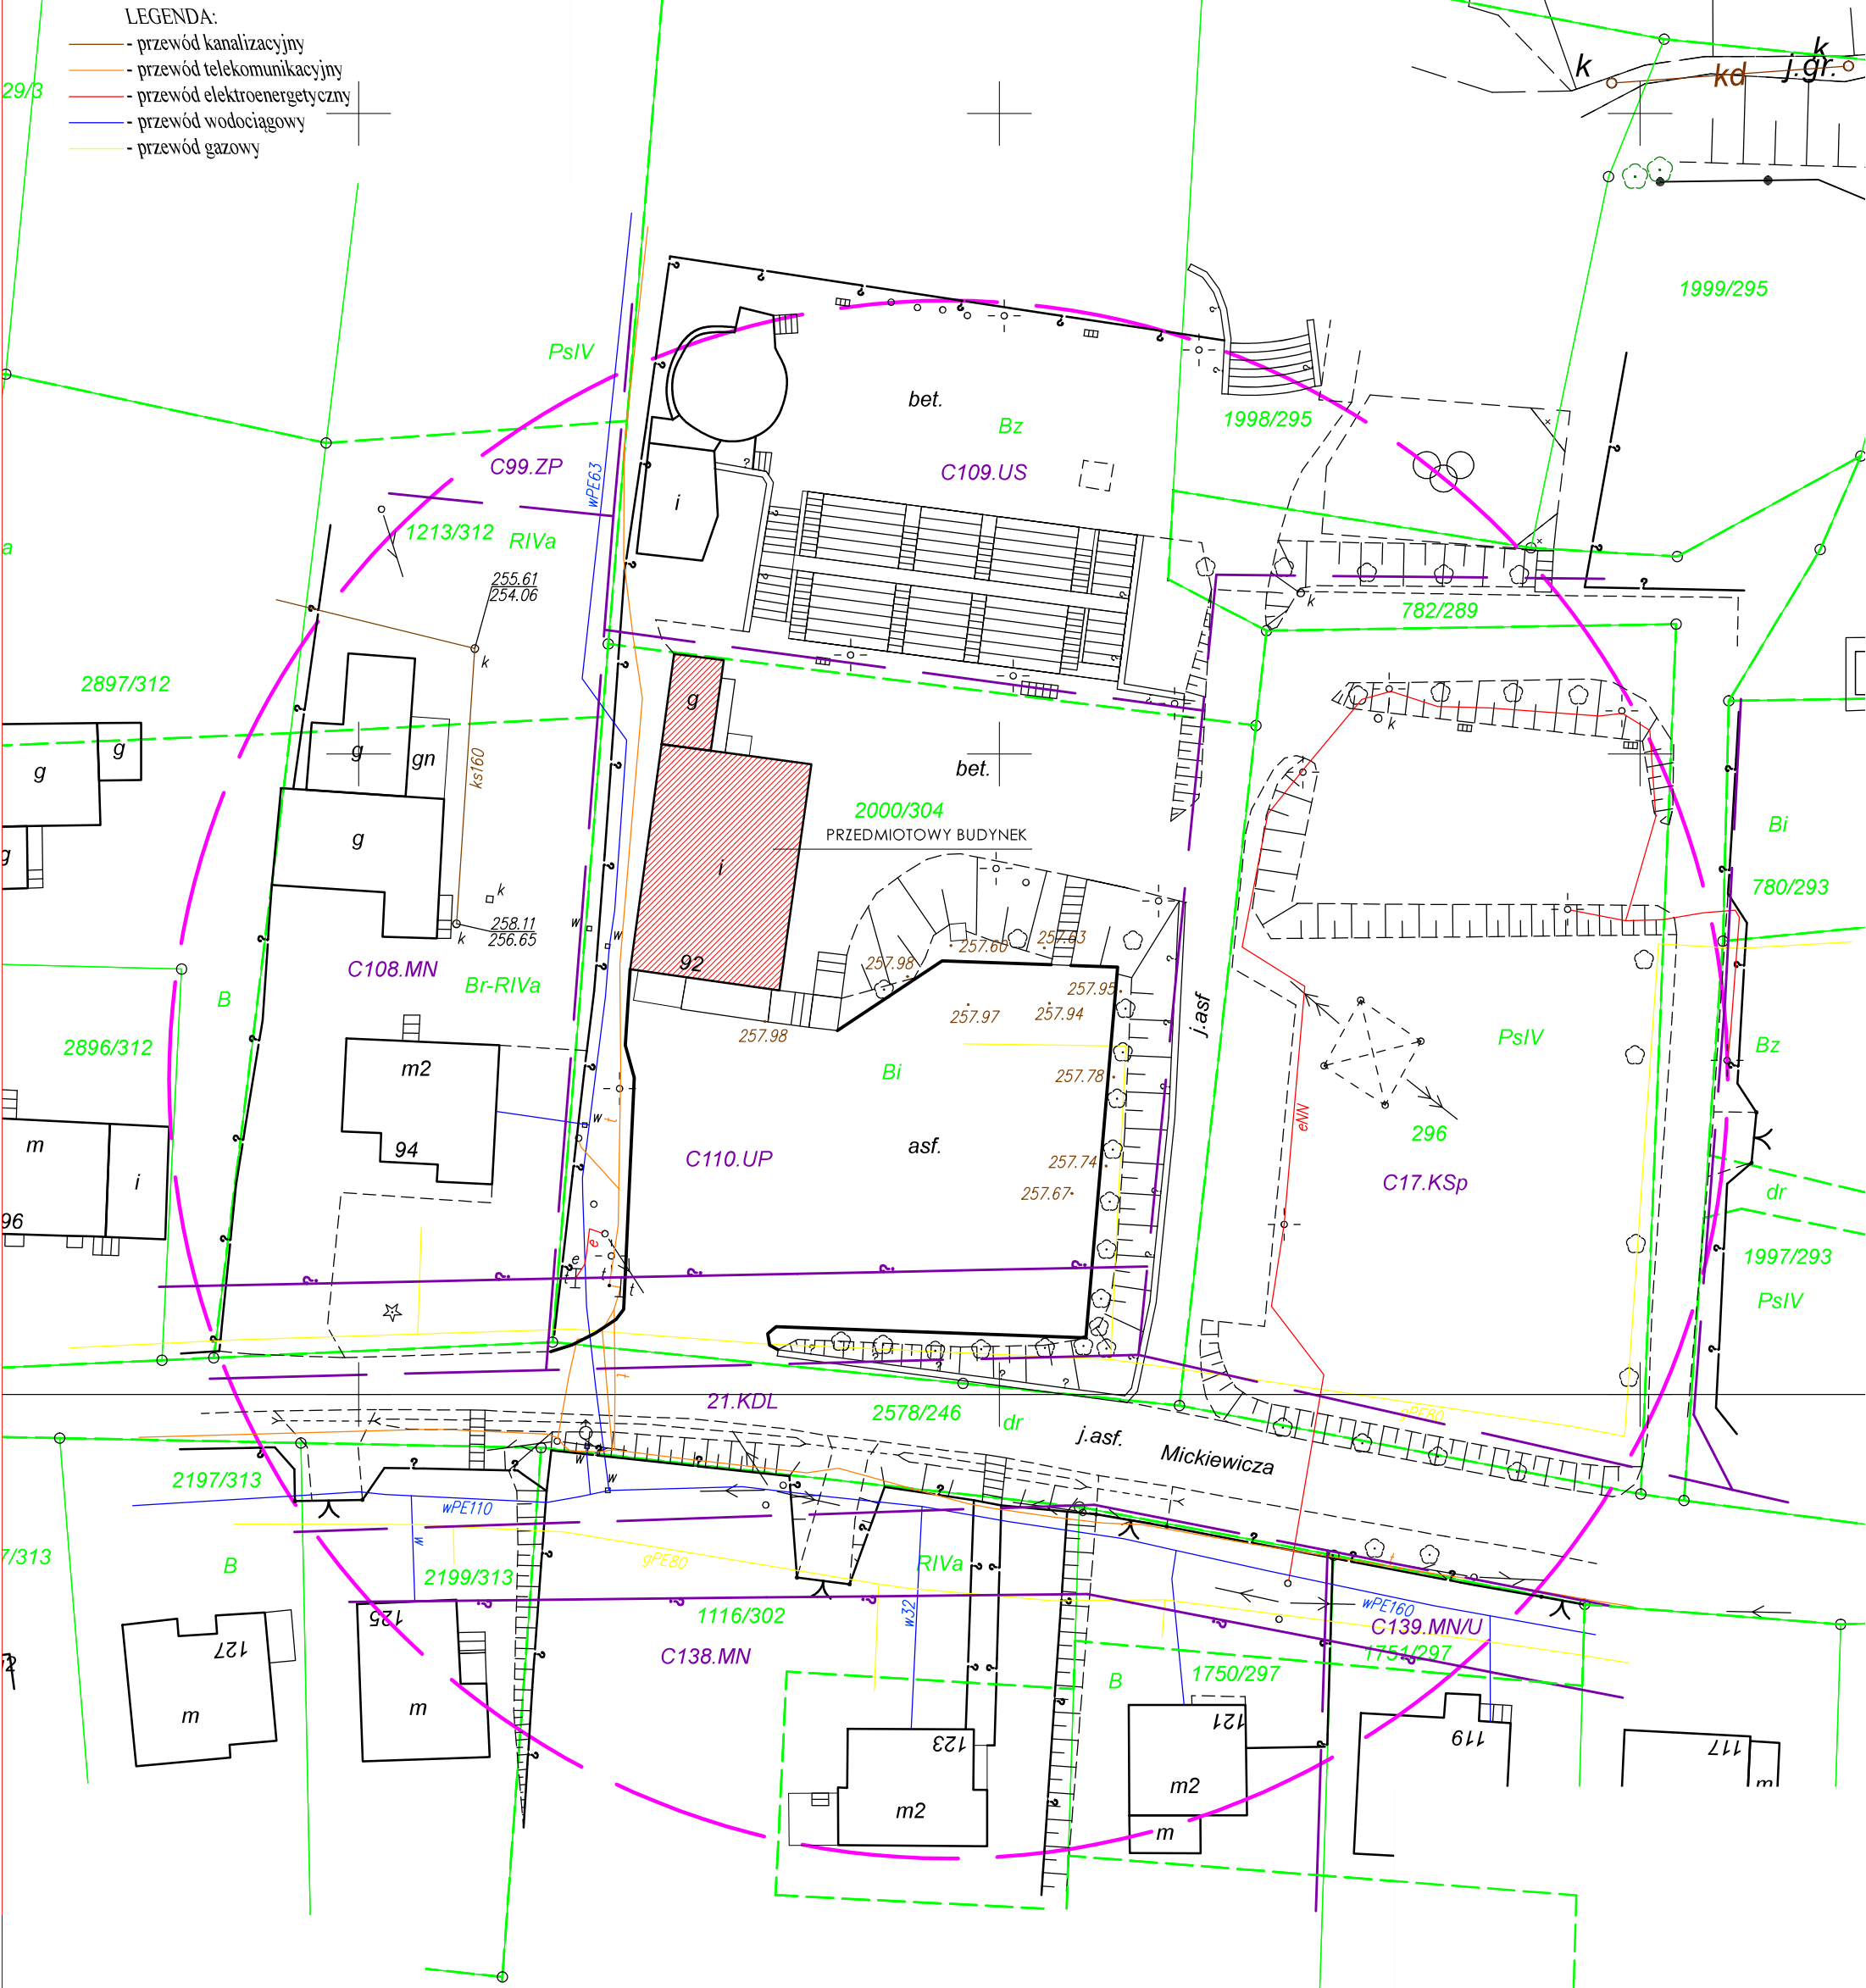 LEGENDA:
- przewód kanalizacyjny
- przewód telekomunikacyjny
- przewód elektroenergetyczny
- przewód wodociągowy
- przewód gazowy
29/3
k
kd
k
j.gr.
1999/295
PsIV
bet.
Bz
1998/295
C99.ZP
C109.US
wPE63
i
1213/312
RIVa
a
255.61
254.06
k
782/289
k
2897/312
g
k
g
g
g
gn
ks160
bet.
2000/304
PRZEDMIOTOWY BUDYNEK
Bi
g
g
i
780/293
k
258.11
256.65
k
w
w
257.63
257.60
92
257.98
C108.MN
Br-RIVa
B
257.95
257.97
257.94
257.98
j.asf
PsIV
2896/312
Bz
m2
Bi
257.78
w
t
eNN
296
m
94
C110.UP
asf.
257.74
C17.KSp
i
257.67
dr
96
e
e
t
t
t
1997/293
PsIV
t
21.KDL
2578/246
dr
gPE80
j.asf.
Mickiewicza
w
w
2197/313
wPE110
w
7/313
B
gPE80
2199/313
RIVa
t
1116/302
w32
wPE160
125
C139.MN/U
127
C138.MN
1751/297
B
1750/297
m
m
121
123
119
117
m2
m2
m
m